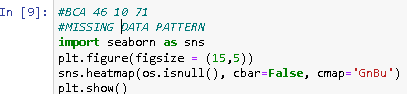 In [9]: #BCA 46 10 71
#MISSING DATA PATTERN
import seaborn as sns
plt.figure(figsize = (15,5))
sns.heatmap(os.isnull(), cbar=False, cmap='GnBu')
plt.show()